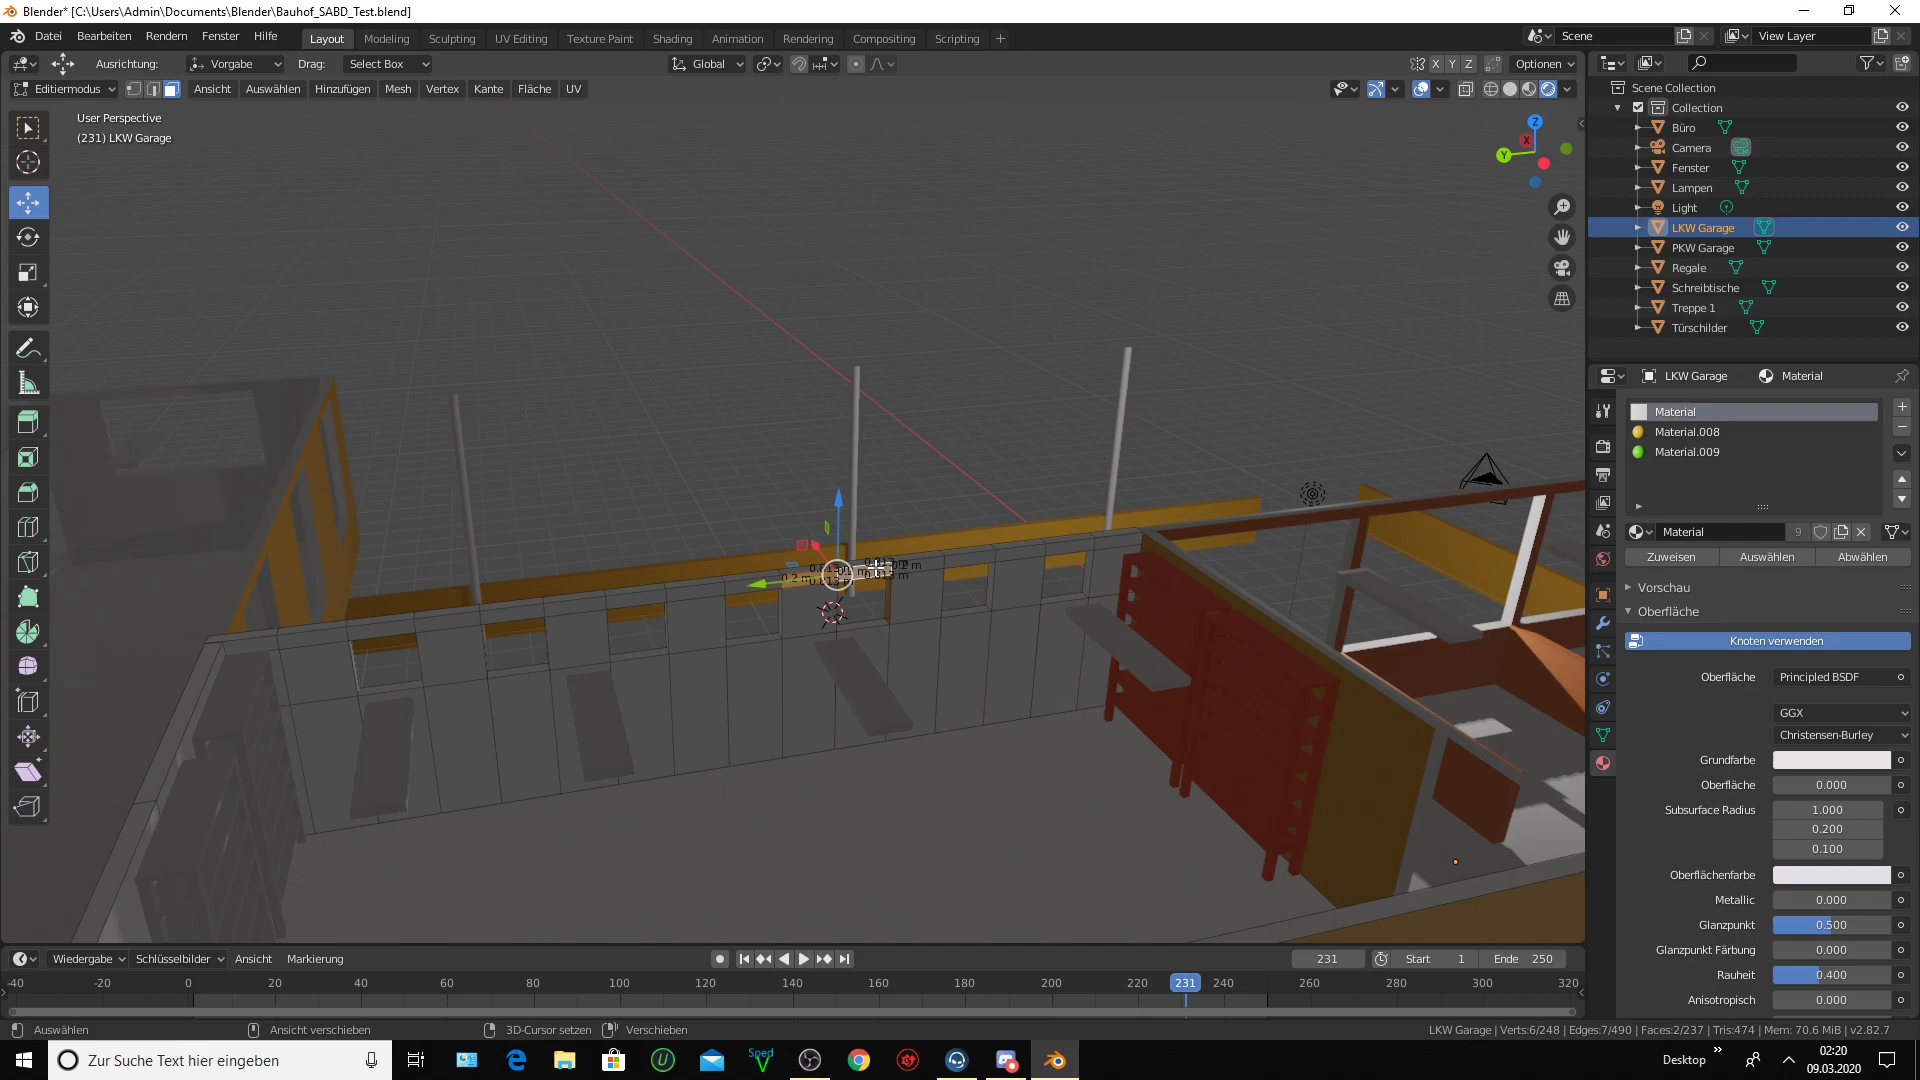 Blender* [C:\Users\Admin\Documents\Blender\Bauhof_SABD_Test.blend]
Datei Bearbeiten Rendern Fenster Hilfe Layout Modeling Sculpting UV Editing Texture Paint Shading Animation Rendering Compositing Scripting Scene View Layer
Ausrichtung: Vorgabe Drag: Select Box Global X Y Z Optionen
Editiermodus Ansicht Auswählen Hinzufügen Mesh Vertex Kante Fläche UV
User Perspective
(231) LKW Garage
Z
Y
X
Scene Collection
Collection
Büro
Camera
Fenster
Lampen
Light
LKW Garage
PKW Garage
Regale
Schreibtische
Treppe 1
Türschilder
LKW Garage Material
Material
Material.008
Material.009
Material 9
Zuweisen Auswählen Abwählen
Vorschau
Oberfläche
Knoten verwenden
Oberfläche Principled BSDF
GGX
Christensen-Burley
Grundfarbe
Oberfläche 0.000
Subsurface Radius 1.000
0.200
0.100
Oberflächenfarbe
Metallic 0.000
Glanzpunkt 0.500
Glanzpunkt Färbung 0.000
Rauheit 0.400
Anisotropisch 0.000
Wiedergabe Schlüsselbilder Ansicht Markierung 231 Start 1 Ende 250
-40 -20 0 20 40 60 80 100 120 140 160 180 200 220 231 240 260 280 300 320
Auswählen Ansicht verschieben 3D-Cursor setzen Verschieben LKW Garage | Verts:6/248 | Edges:7/490 | Faces:2/237 | Tris:474 | Mem: 70.6 MiB | v2.82.7
Zur Suche Text hier eingeben Sped V Desktop 02:20
09.03.2020